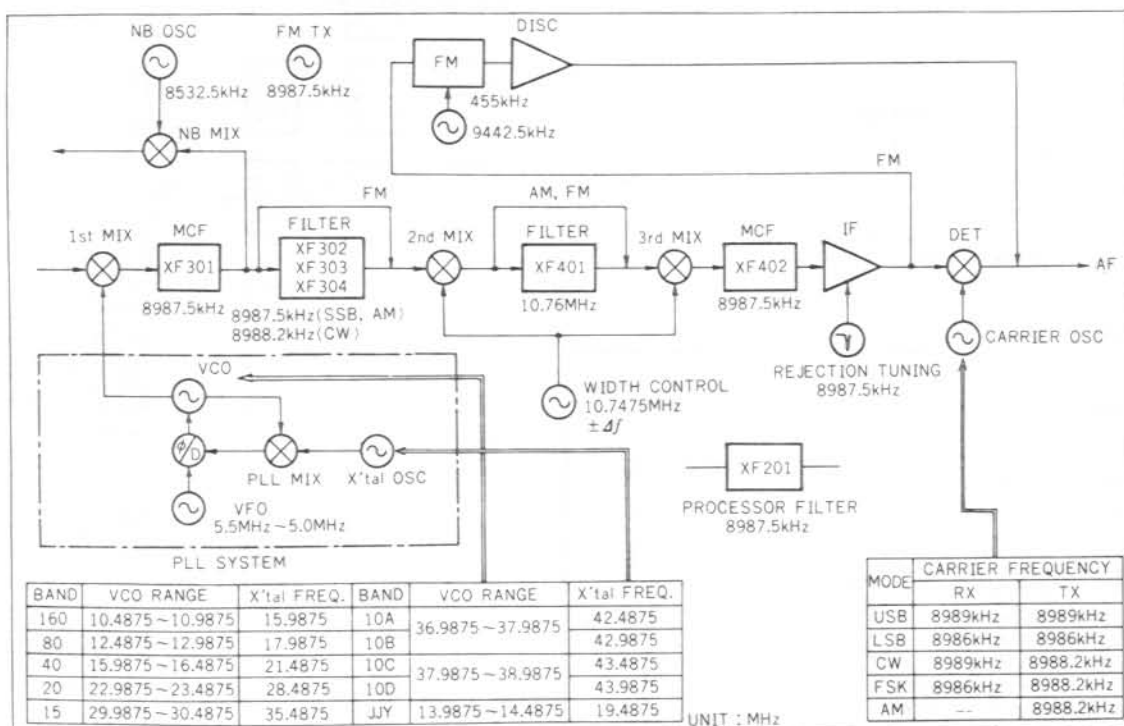 NB OSC
8532.5kHz
FM TX
8987.5kHz
DISC
FM
455kHz
9442.5kHz
NB MIX
FM
FM
AM, FM
1st MIX
MCF
XF301
8987.5kHz
FILTER
XF302
XF303
XF304
8987.5kHz(SSB, AM)
8988.2kHz(CW)
2nd MIX
FILTER
XF401
10.76MHz
3rd MIX
MCF
XF402
8987.5kHz
IF
DET
AF
REJECTION TUNING
8987.5kHz
CARRIER OSC
WIDTH CONTROL
10.7475MHz
±Δf
VCO
φ/D
PLL MIX
X'tal OSC
VFO
5.5MHz~5.0MHz
PLL SYSTEM
XF201
PROCESSOR FILTER
8987.5kHz
BAND VCO RANGE X'tal FREQ. BAND VCO RANGE X'tal FREQ.
160 10.4875~10.9875 15.9875 10A 36.9875~37.9875 42.4875
80 12.4875~12.9875 17.9875 10B 42.9875
40 15.9875~16.4875 21.4875 10C 37.9875~38.9875 43.4875
20 22.9875~23.4875 28.4875 10D 43.9875
15 29.9875~30.4875 35.4875 JJY 13.9875~14.4875 19.4875
UNIT : MHz
MODE CARRIER FREQUENCY
RX TX
USB 8989kHz 8989kHz
LSB 8986kHz 8986kHz
CW 8989kHz 8988.2kHz
FSK 8986kHz 8988.2kHz
AM -- 8988.2kHz